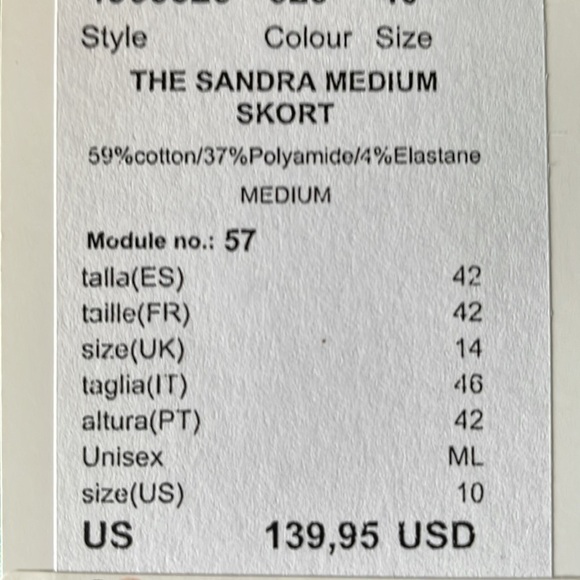 Style Colour Size
THE SANDRA MEDIUM
SKORT
59%cotton/37%Polyamide/4%Elastane
MEDIUM
Module no.: 57
talla(ES) 42
taille(FR) 42
size(UK) 14
taglia(IT) 46
altura(PT) 42
Unisex ML
size(US) 10
US 139,95 USD